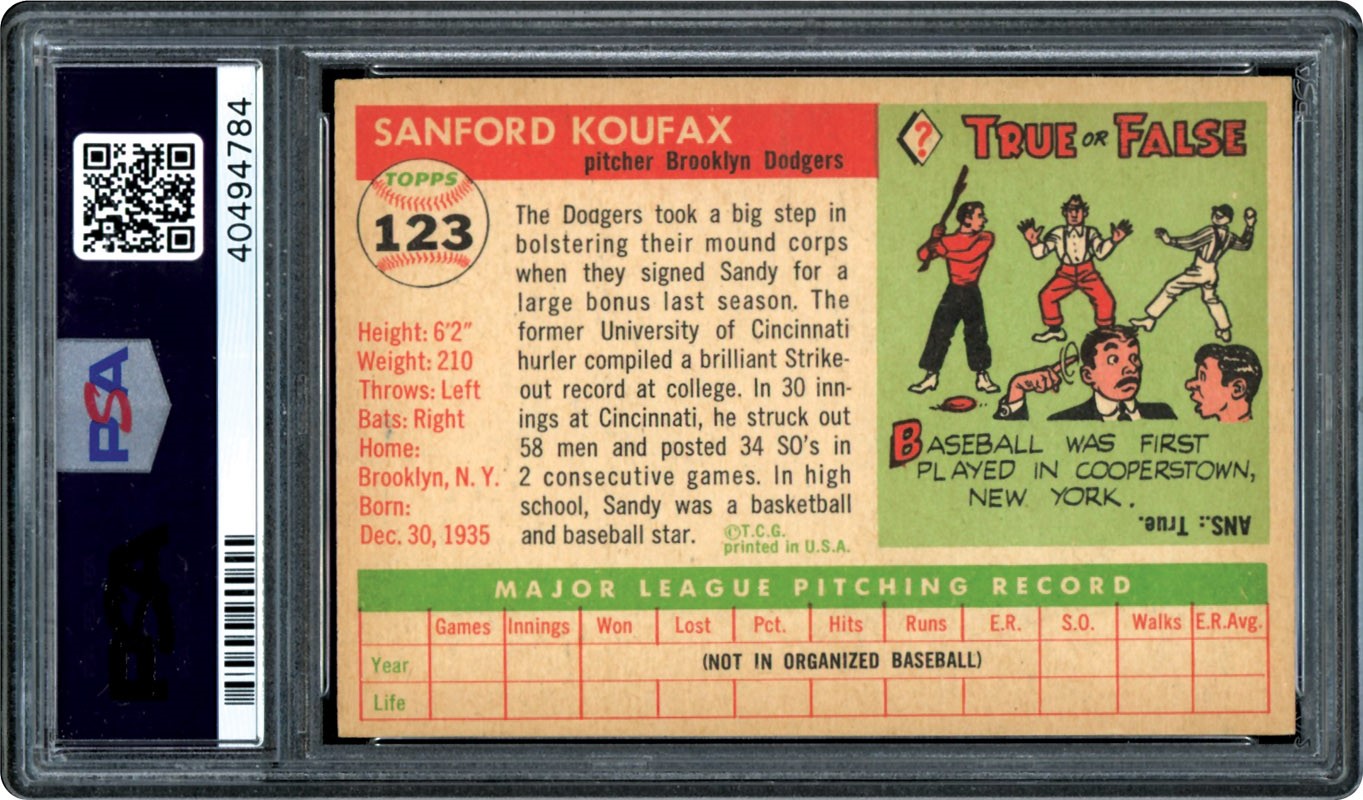 40494784
PSA
PSA
SANFORD KOUFAX
pitcher Brooklyn Dodgers
TOPPS
123
Height: 6'2"
Weight: 210
Throws: Left
Bats: Right
Home:
Brooklyn, N. Y.
Born:
Dec. 30, 1935
The Dodgers took a big step in
bolstering their mound corps
when they signed Sandy for a
large bonus last season. The
former University of Cincinnati
hurler compiled a brilliant Strike-
out record at college. In 30 inn-
ings at Cincinnati, he struck out
58 men and posted 34 SO's in
2 consecutive games. In high
school, Sandy was a basketball
and baseball star.
©T.C.G.
printed in U.S.A.
? TRUE OR FALSE
BASEBALL WAS FIRST
PLAYED IN COOPERSTOWN,
NEW YORK.
ANS.: True.
MAJOR LEAGUE PITCHING RECORD
Games Innings Won Lost Pct. Hits Runs E.R. S.O. Walks E.R.Avg.
Year (NOT IN ORGANIZED BASEBALL)
Life